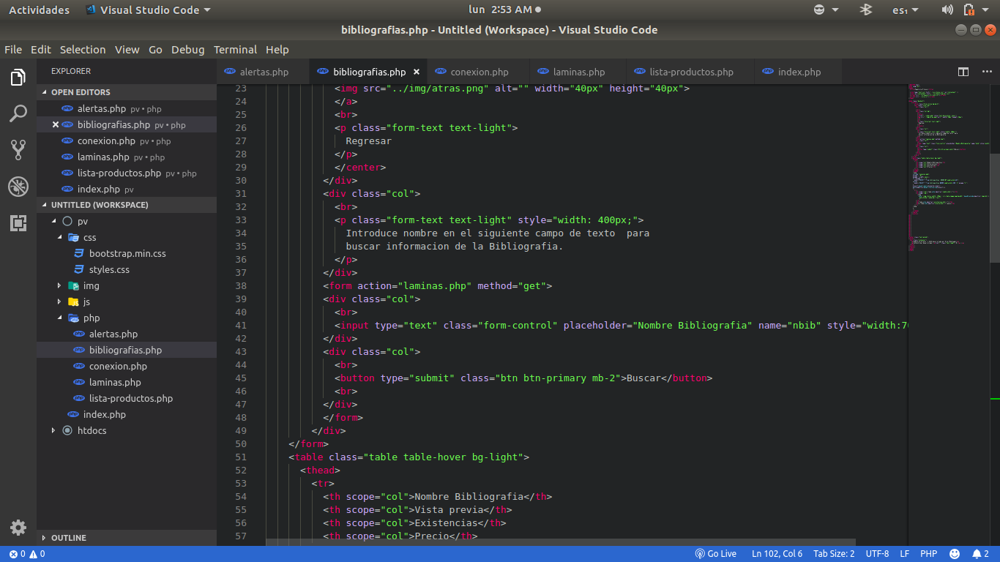 Actividades
Visual Studio Code
lun 2:53 AM
es₁
bibliografias.php - Untitled (Workspace) - Visual Studio Code
File Edit Selection View Go Debug Terminal Help
EXPLORER
OPEN EDITORS
alertas.php pv • php
bibliografias.php pv • php
conexion.php pv • php
laminas.php pv • php
lista-productos.php pv • php
index.php pv
UNTITLED (WORKSPACE)
pv
css
bootstrap.min.css
styles.css
img
js
php
alertas.php
bibliografias.php
conexion.php
laminas.php
lista-productos.php
index.php
htdocs
OUTLINE
alertas.php
bibliografias.php
conexion.php
laminas.php
lista-productos.php
index.php
23 <img src="../img/atras.png" alt="" width="40px" height="40px">
24 </a>
25 <br>
26 <p class="form-text text-light">
27 Regresar
28 </p>
29 </center>
30 </div>
31 <div class="col">
32 <br>
33 <p class="form-text text-light" style="width: 400px;">
34 Introduce nombre en el siguiente campo de texto  para
35 buscar informacion de la Bibliografia.
36 </p>
37 </div>
38 <form action="laminas.php" method="get">
39 <div class="col">
40 <br>
41 <input type="text" class="form-control" placeholder="Nombre Bibliografia" name="nbib" style="width:70
42 </div>
43 <div class="col">
44 <br>
45 <button type="submit" class="btn btn-primary mb-2">Buscar</button>
46 <br>
47 </div>
48 </form>
49 </div>
50 </form>
51 <table class="table table-hover bg-light">
52 <thead>
53 <tr>
54 <th scope="col">Nombre Bibliografia</th>
55 <th scope="col">Vista previa</th>
56 <th scope="col">Existencias</th>
57 <th scope="col">Precio</th>
0 0
Go Live
Ln 102, Col 6
Tab Size: 2
UTF-8
LF
PHP
2